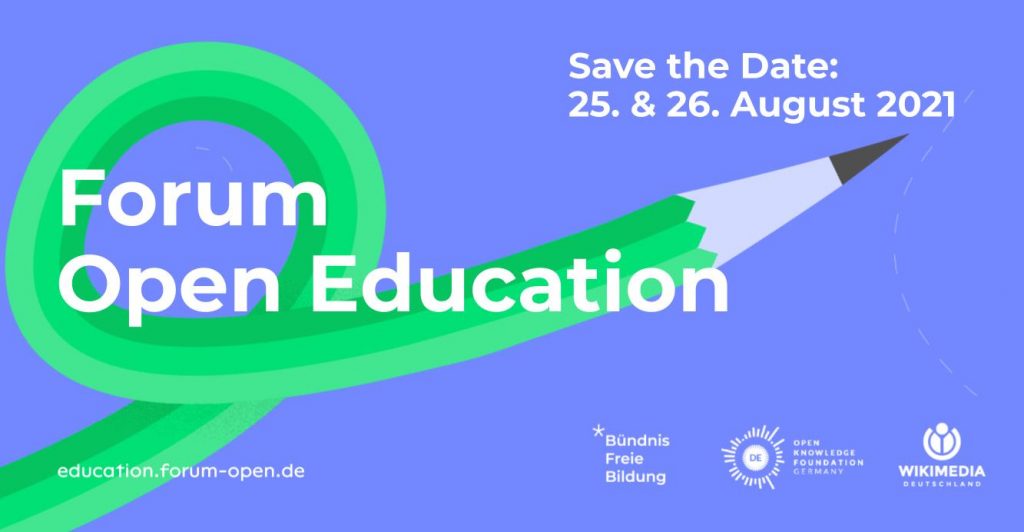 Save the Date:
25. & 26. August 2021
Forum
Open Education
education.forum-open.de
*Bündnis
Freie
Bildung
DE
OPEN
KNOWLEDGE
FOUNDATION
GERMANY
WIKIMEDIA
DEUTSCHLAND